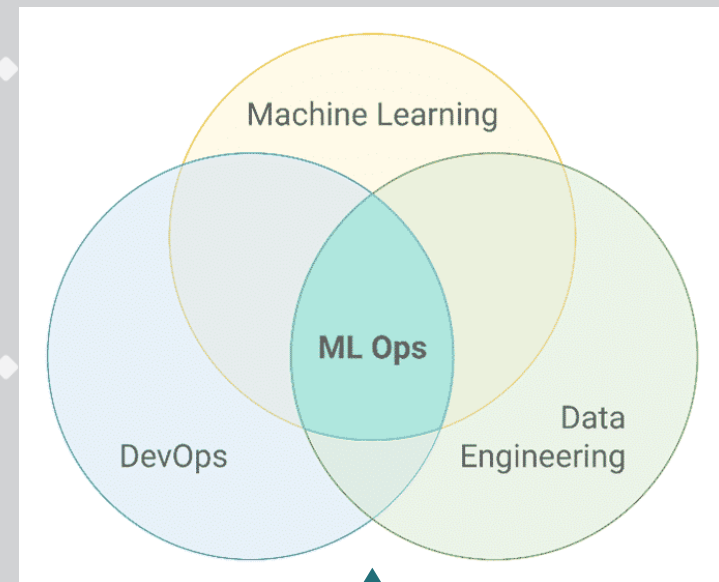 Machine Learning
ML Ops
DevOps
Data
Engineering